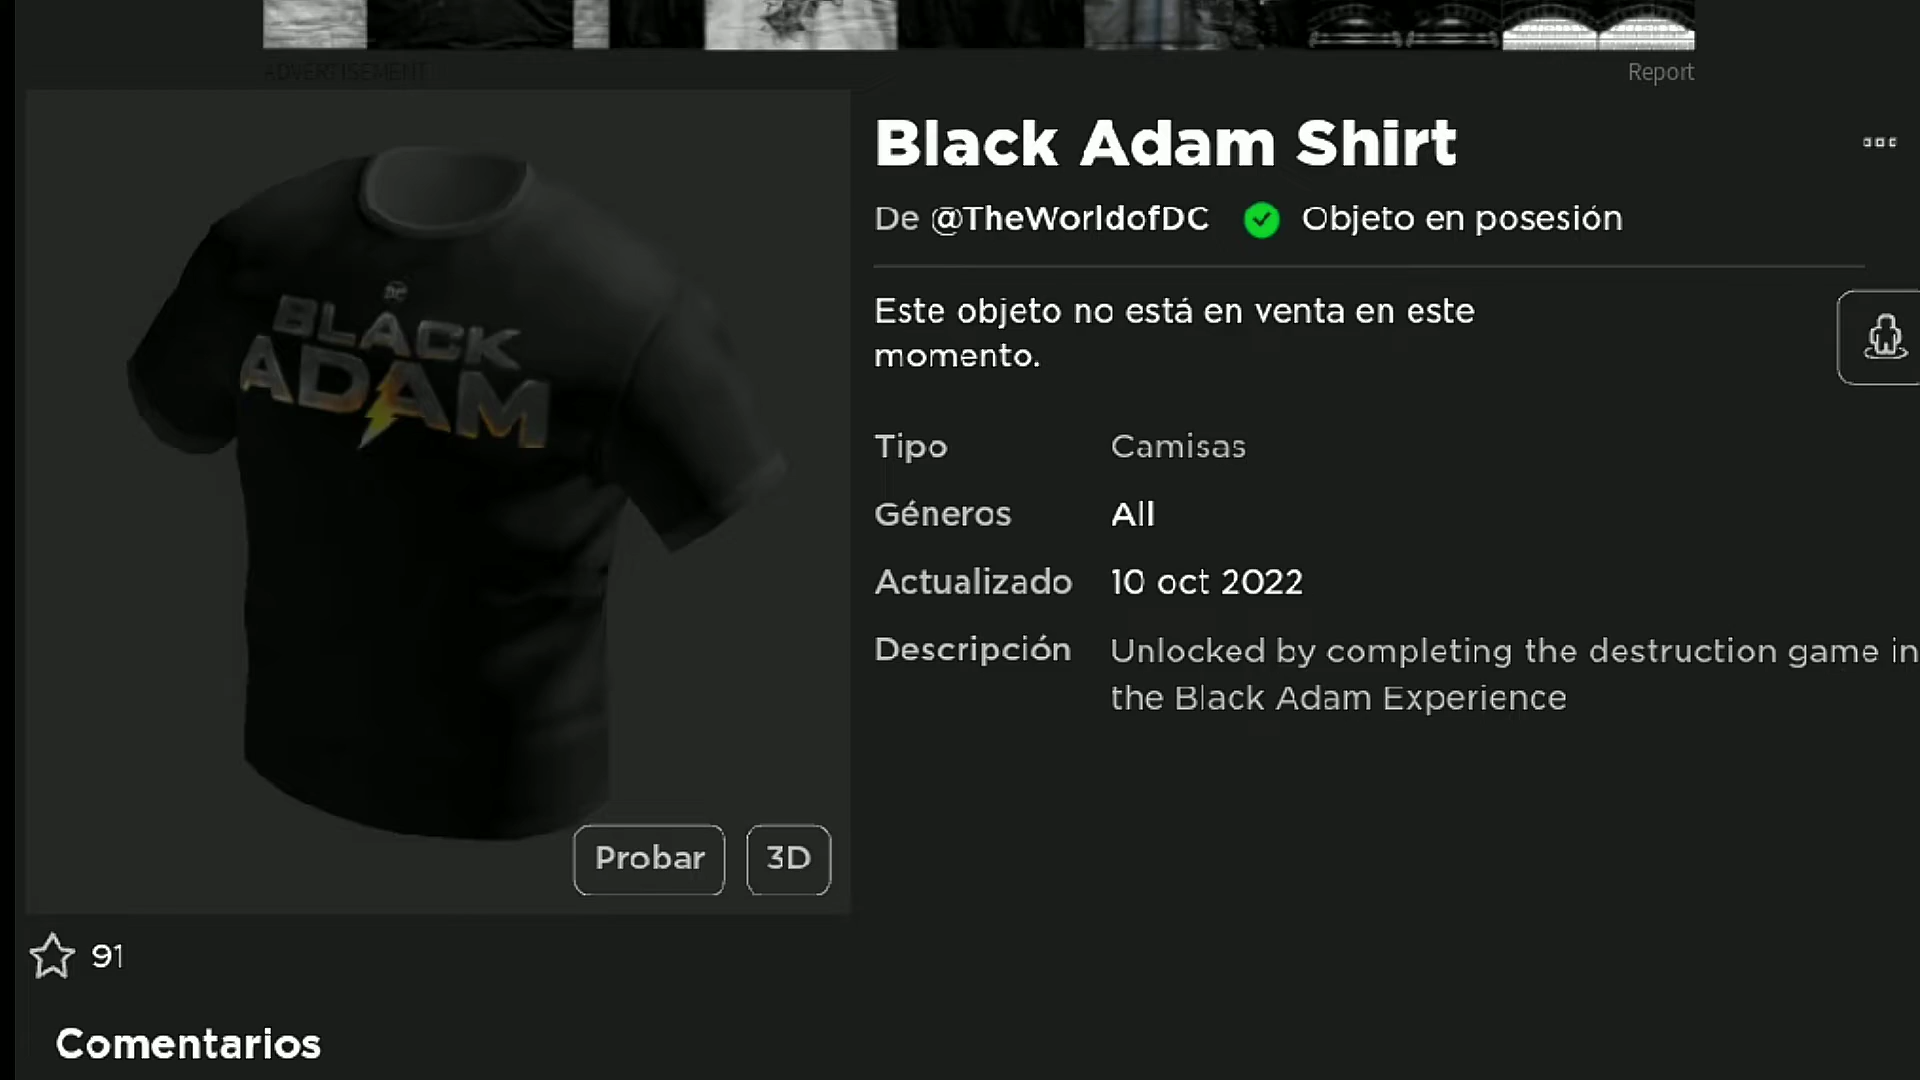 ADVERTISEMENT
Report
Black Adam Shirt
De @TheWorldofDC Objeto en posesión
Este objeto no está en venta en este
momento.
Tipo Camisas
Géneros All
Actualizado 10 oct 2022
Descripción Unlocked by completing the destruction game in
the Black Adam Experience
DC
BLACK
ADAM
Probar 3D
91
Comentarios